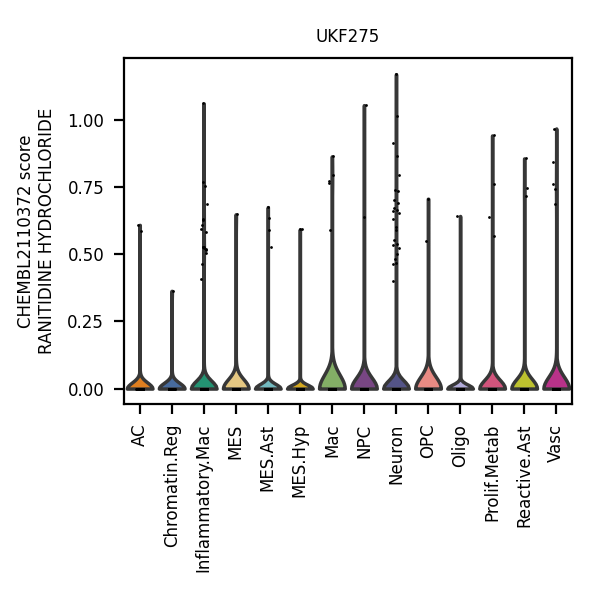 UKF275
CHEMBL2110372 score
RANITIDINE HYDROCHLORIDE
1.00
0.75
0.50
0.25
0.00
AC
Chromatin.Reg
Inflammatory.Mac
MES
MES.Ast
MES.Hyp
Mac
NPC
Neuron
OPC
Oligo
Prolif.Metab
Reactive.Ast
Vasc